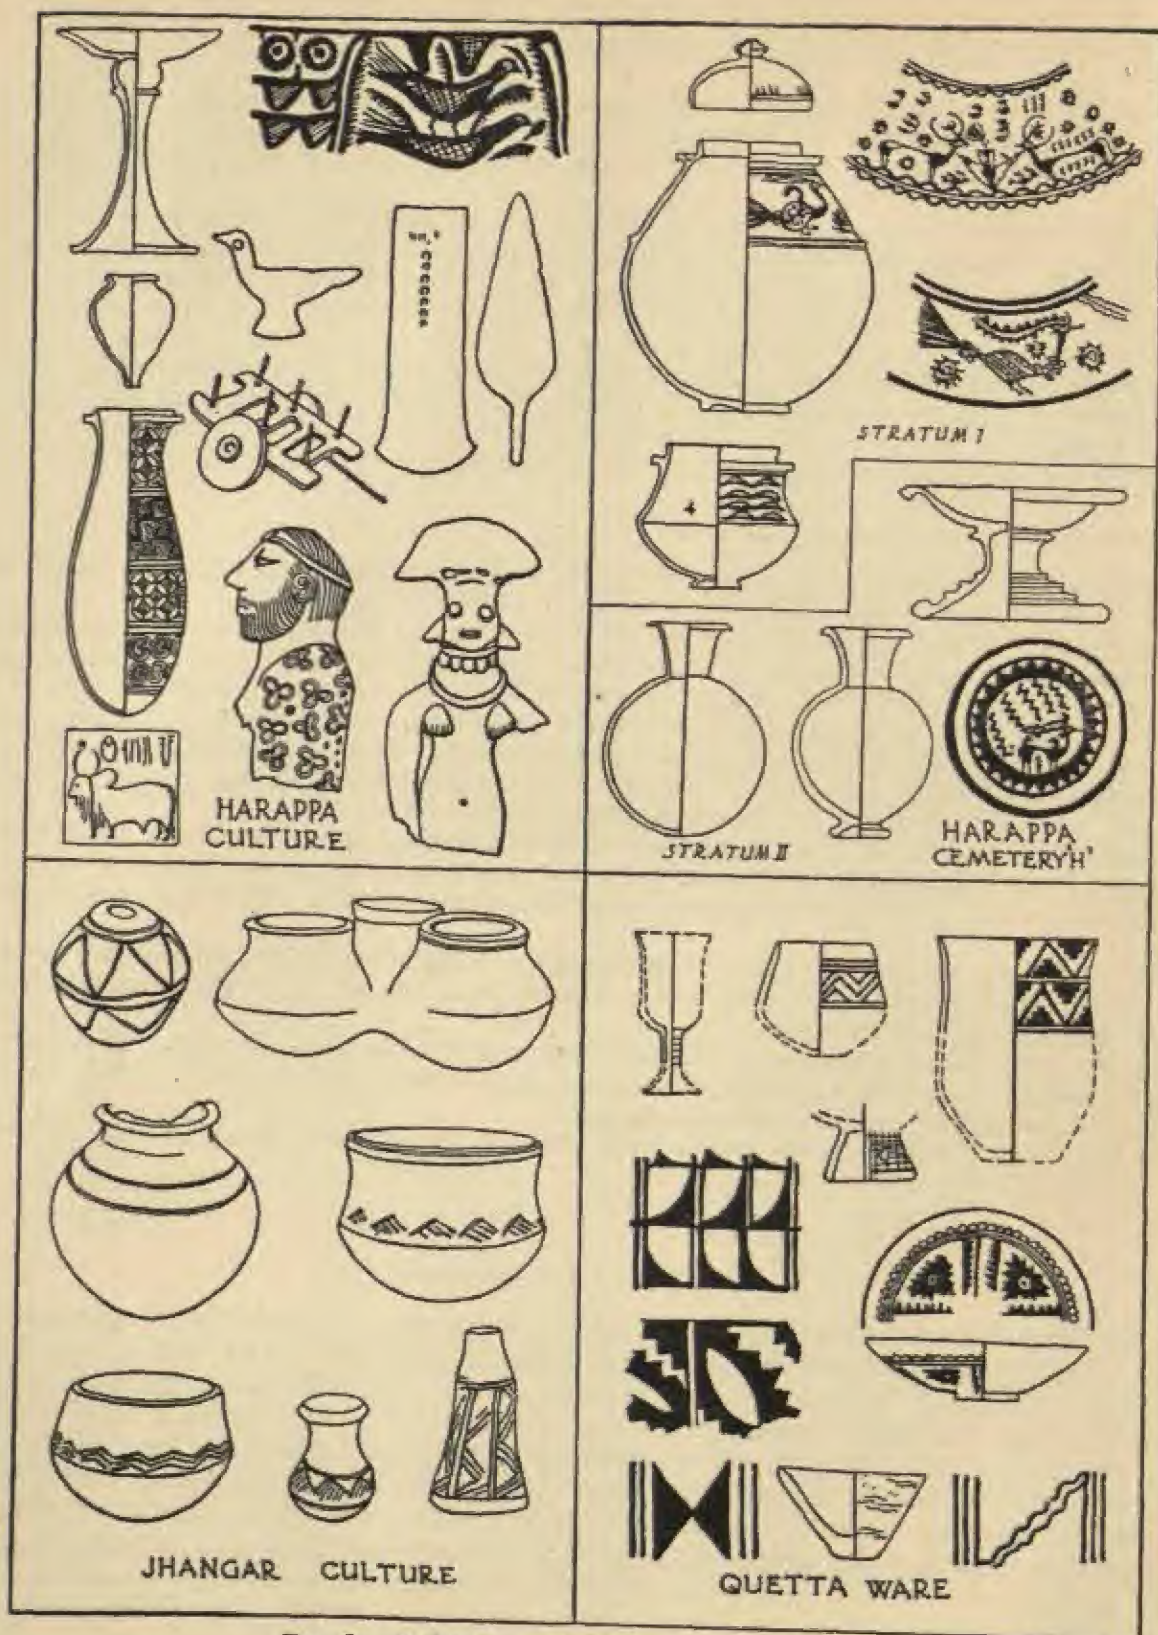 HARAPPA
CULTURE
STRATUM I
STRATUM II
HARAPPA
CEMETERY "H"
JHANGAR CULTURE
QUETTA WARE